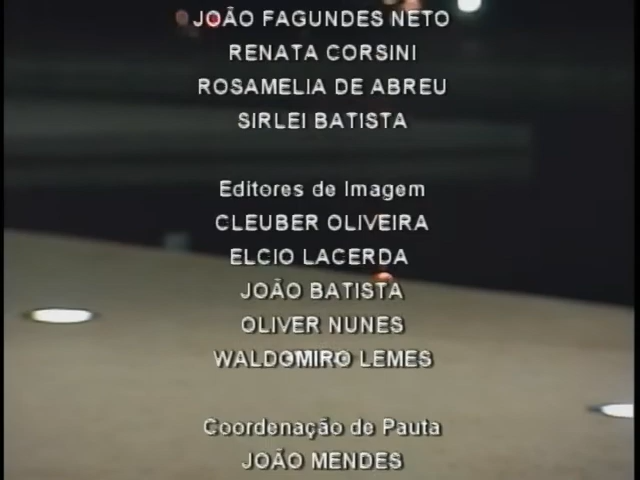 JOÃO FAGUNDES NETO
RENATA CORSINI
ROSAMELIA DE ABREU
SIRLEI BATISTA
Editores de Imagem
CLEUBER OLIVEIRA
ELCIO LACERDA
JOÃO BATISTA
OLIVER NUNES
WALDOMIRO LEMES
Coordenação de Pauta
JOÃO MENDES